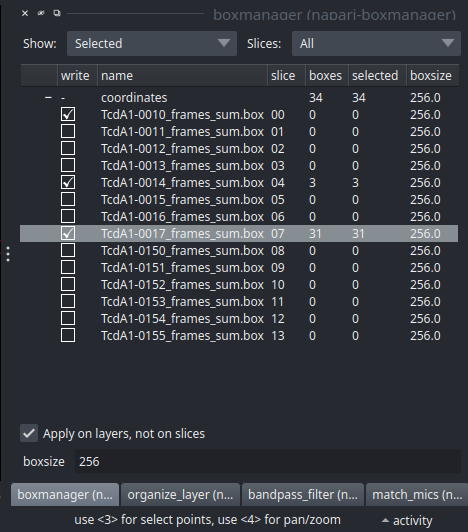 boxmanager (napari-boxmanager)
Show: Selected Slices: All
write name slice boxes selected boxsize
- coordinates 34 34 256.0
TcdA1-0010_frames_sum.box 00 0 0 256.0
TcdA1-0011_frames_sum.box 01 0 0 256.0
TcdA1-0012_frames_sum.box 02 0 0 256.0
TcdA1-0013_frames_sum.box 03 0 0 256.0
TcdA1-0014_frames_sum.box 04 3 3 256.0
TcdA1-0015_frames_sum.box 05 0 0 256.0
TcdA1-0016_frames_sum.box 06 0 0 256.0
TcdA1-0017_frames_sum.box 07 31 31 256.0
TcdA1-0150_frames_sum.box 08 0 0 256.0
TcdA1-0151_frames_sum.box 09 0 0 256.0
TcdA1-0152_frames_sum.box 10 0 0 256.0
TcdA1-0153_frames_sum.box 11 0 0 256.0
TcdA1-0154_frames_sum.box 12 0 0 256.0
TcdA1-0155_frames_sum.box 13 0 0 256.0
Apply on layers, not on slices
boxsize 256
boxmanager (n... organize_layer (n... bandpass_filter (n... match_mics (n...
use <3> for select points, use <4> for pan/zoom activity